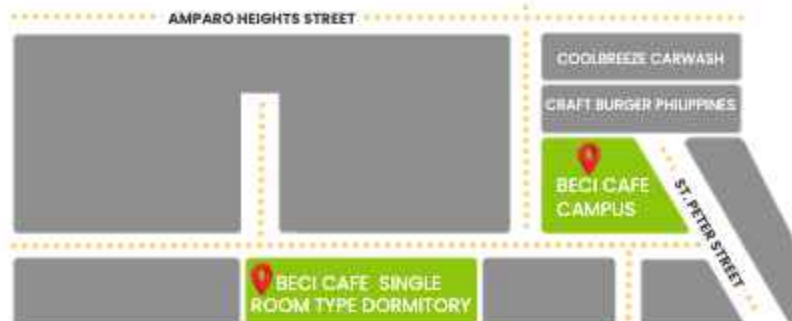 AMPARO HEIGHTS STREET
COOLBREEZE CARWASH
CRAFT BURGER PHILIPPINES
BECI CAFE
CAMPUS
ST. PETER STREET
BECI CAFE SINGLE
ROOM TYPE DORMITORY